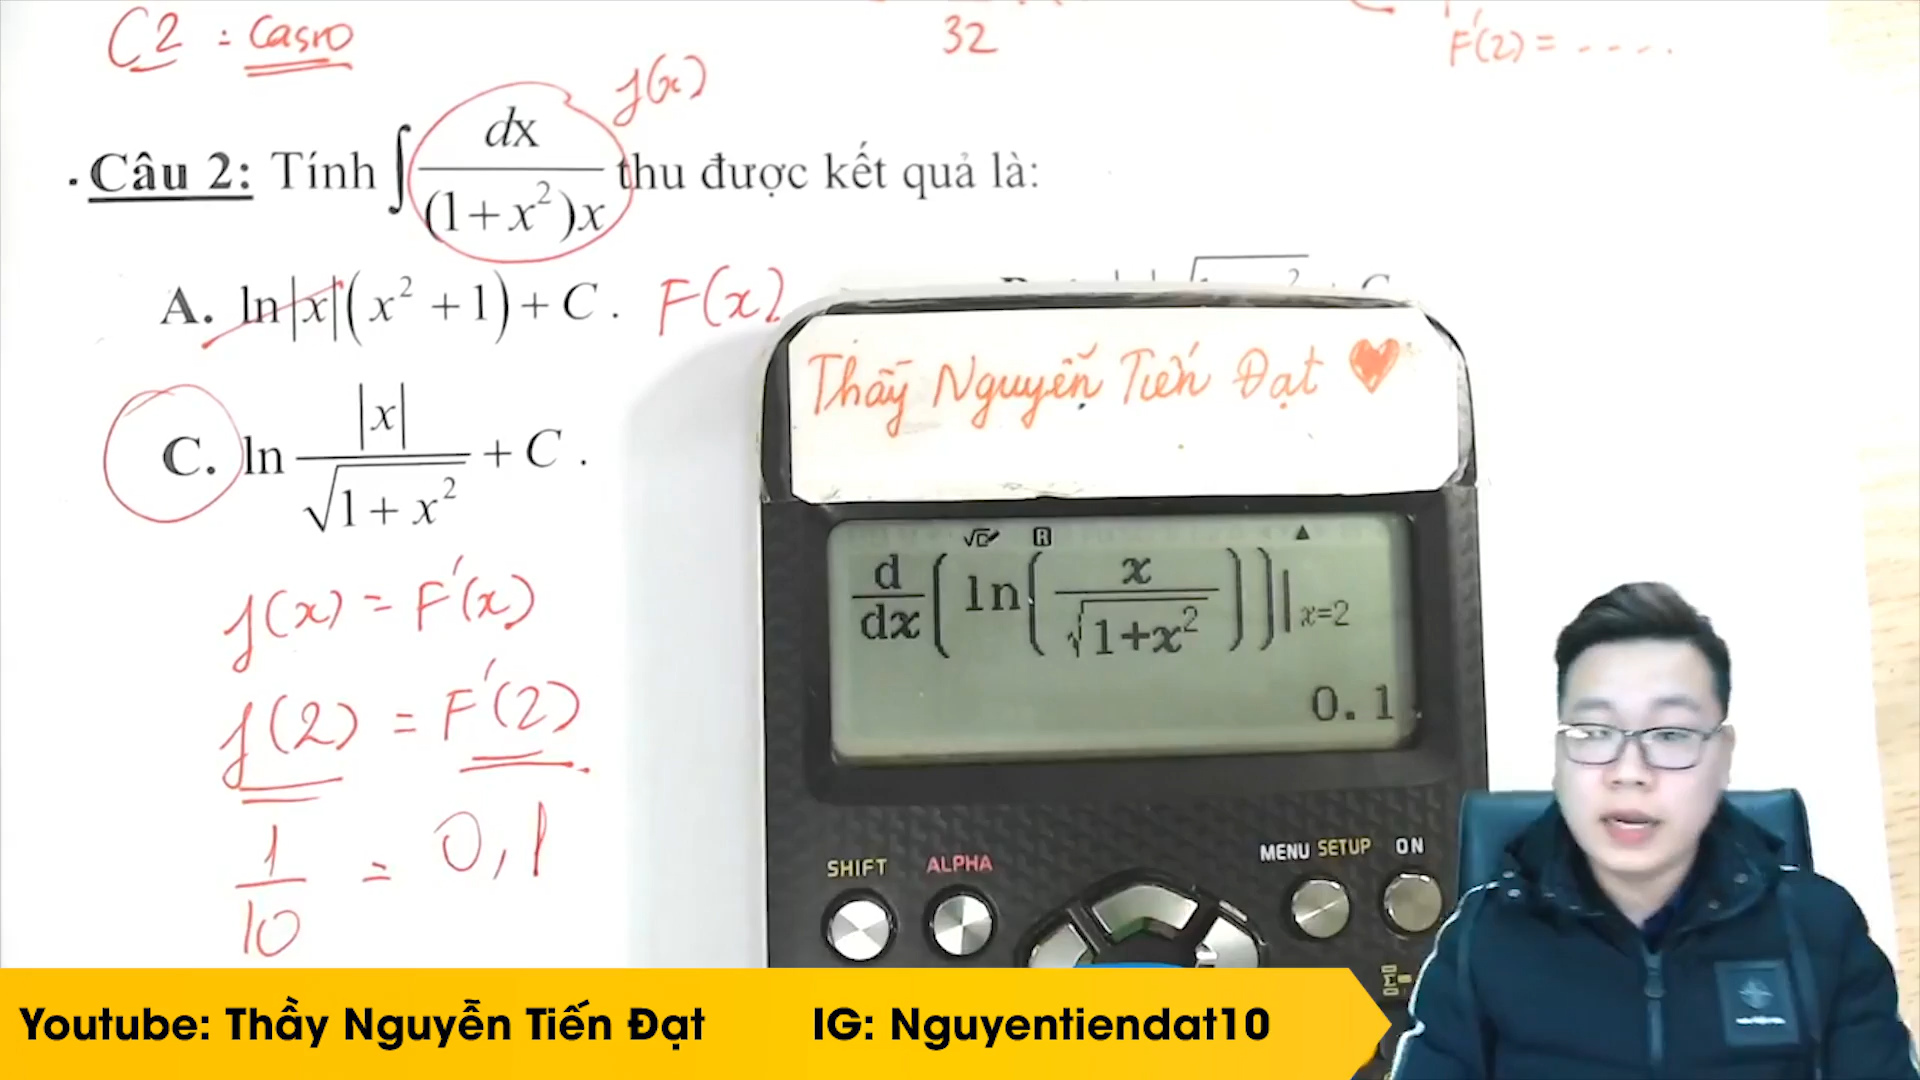 C2 : Casio
32
F'(2) = ....
f(x)
Câu 2: Tính ∫ dx / (1+x²)x thu được kết quả là:
A. ln|x|(x² +1)+C . F(x)
C. ln |x| / √1+x² + C .
f(x) = F'(x)
f(2) = F'(2)
1/10 = 0,1
Thầy Nguyễn Tiến Đạt ♥
d/dx(ln(x/√1+x²))|x=2
0.1
SHIFT ALPHA MENU SETUP ON
Youtube: Thầy Nguyễn Tiến Đạt IG: Nguyentiendat10